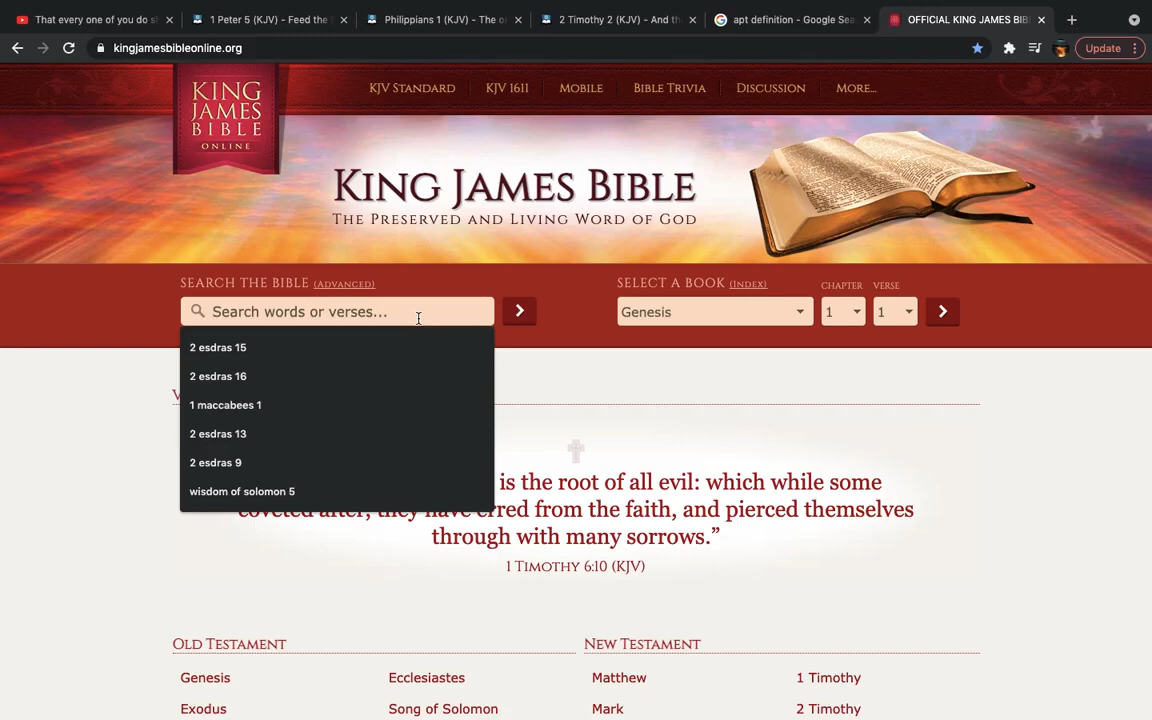 That every one of you do s
1 Peter 5 (KJV) - Feed the
Philippians 1 (KJV) - The o
2 Timothy 2 (KJV) - And th
apt definition - Google Sea
OFFICIAL KING JAMES BIB
kingjamesbibleonline.org
Update
KING
JAMES
BIBLE
ONLINE
KJV STANDARD
KJV 1611
MOBILE
BIBLE TRIVIA
DISCUSSION
MORE...
KING JAMES BIBLE
THE PRESERVED AND LIVING WORD OF GOD
SEARCH THE BIBLE (ADVANCED)
SELECT A BOOK (INDEX)
CHAPTER
VERSE
Search words or verses...
Genesis
1
1
2 esdras 15
2 esdras 16
1 maccabees 1
2 esdras 13
2 esdras 9
wisdom of solomon 5
V
is the root of all evil: which while some
coveted after, they have erred from the faith, and pierced themselves
through with many sorrows.”
1 TIMOTHY 6:10 (KJV)
OLD TESTAMENT
NEW TESTAMENT
Genesis
Ecclesiastes
Matthew
1 Timothy
Exodus
Song of Solomon
Mark
2 Timothy